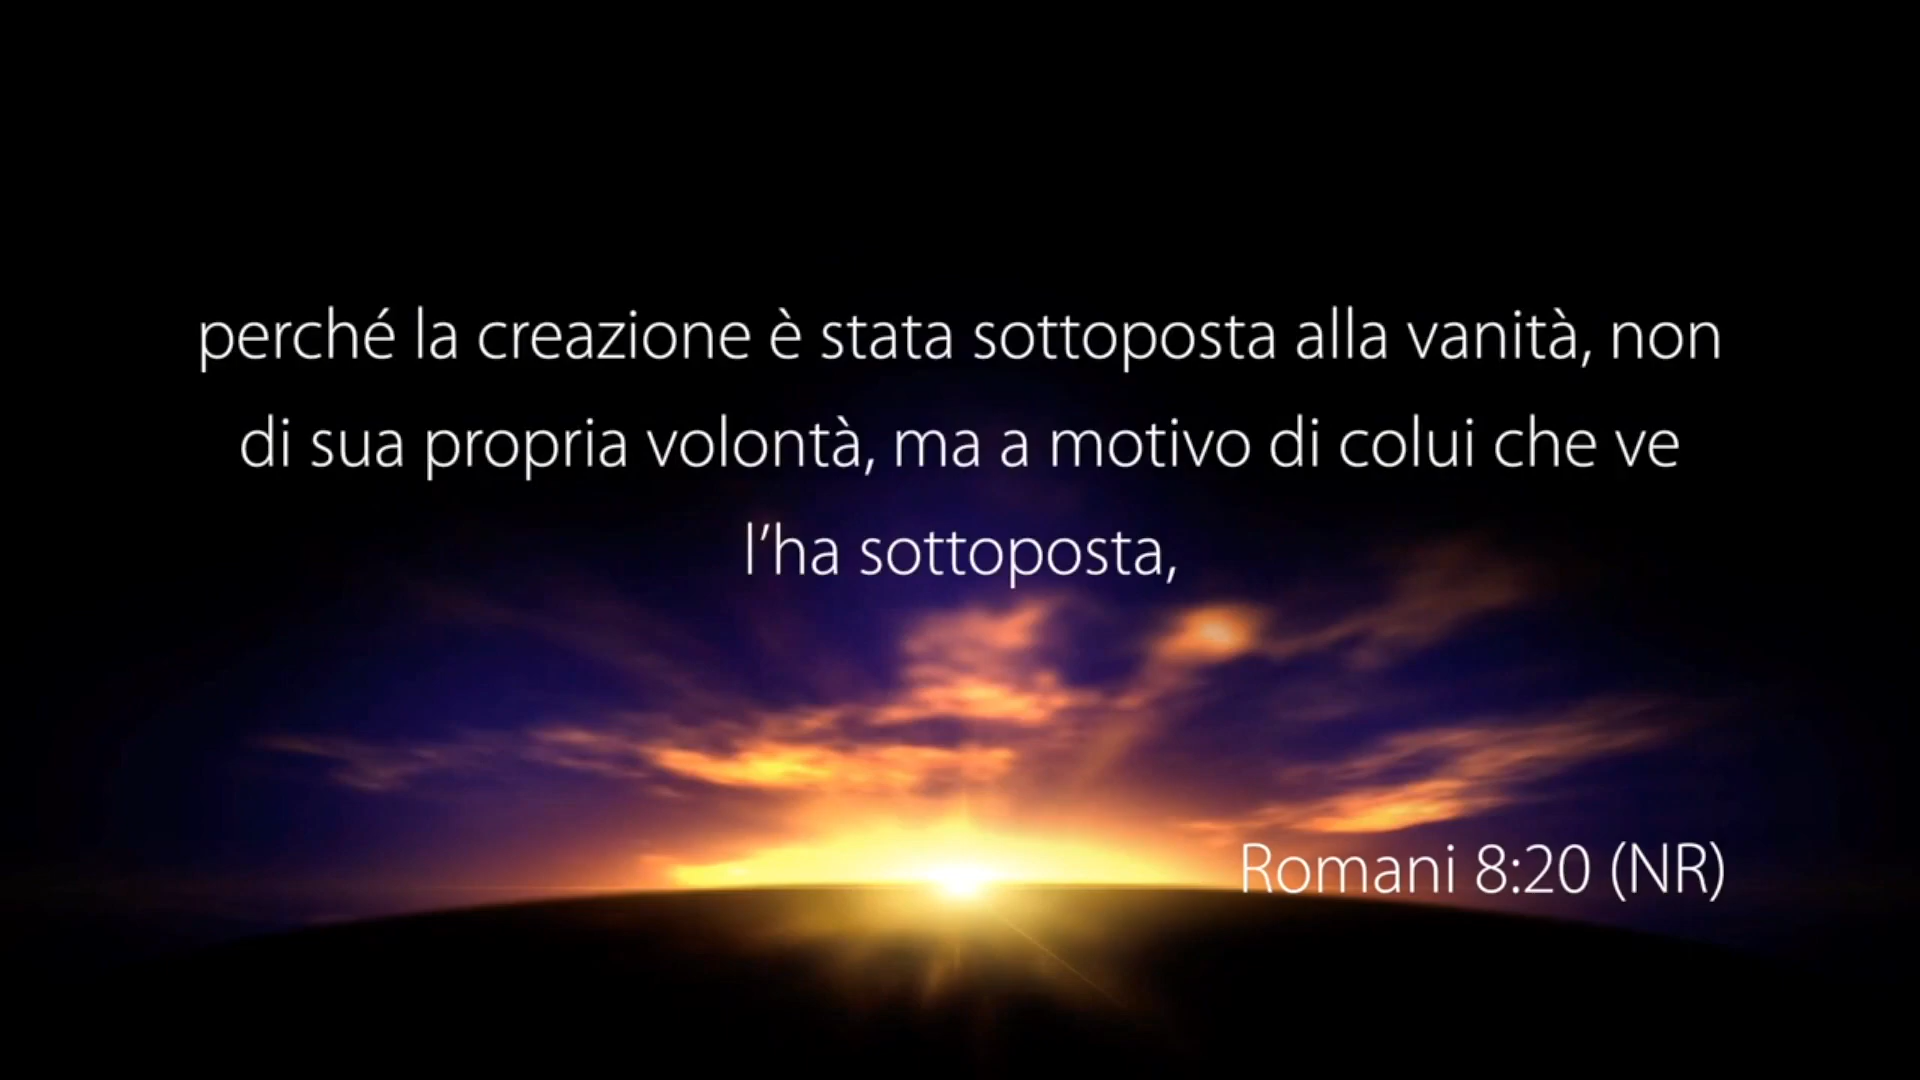 perché la creazione è stata sottoposta alla vanità, non
di sua propria volontà, ma a motivo di colui che ve
l’ha sottoposta,
Romani 8:20 (NR)